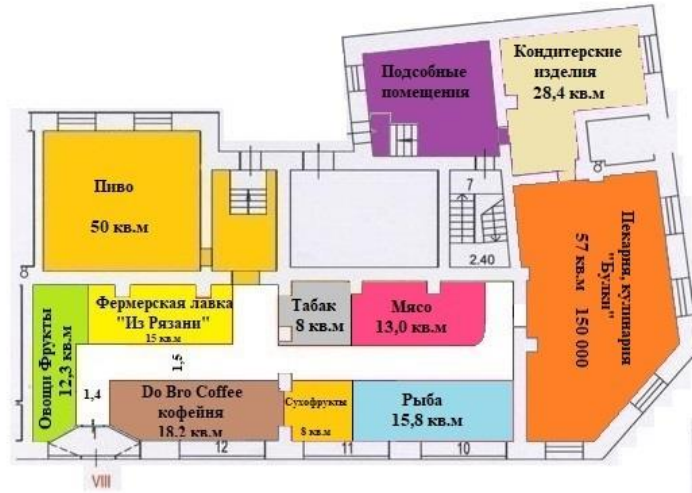 Кондитерские
изделия
28,4 кв.м
Подсобные
помещения
Пиво
50 кв.м
7
2.40
8
8
Пекарня, кулинария
"Булки"
57 кв.м 150 000
Фермерская лавка
"Из Рязани"
15 кв.м
Табак
8 кв.м
Мясо
13,0 кв.м
Овощи Фрукты
12,3 кв.м
1,5
1,4
Do Bro Coffee
кофейня
18.2 кв.м
Сухофрукты
8 кв.м
Рыба
15,8 кв.м
12
11
10
VIII